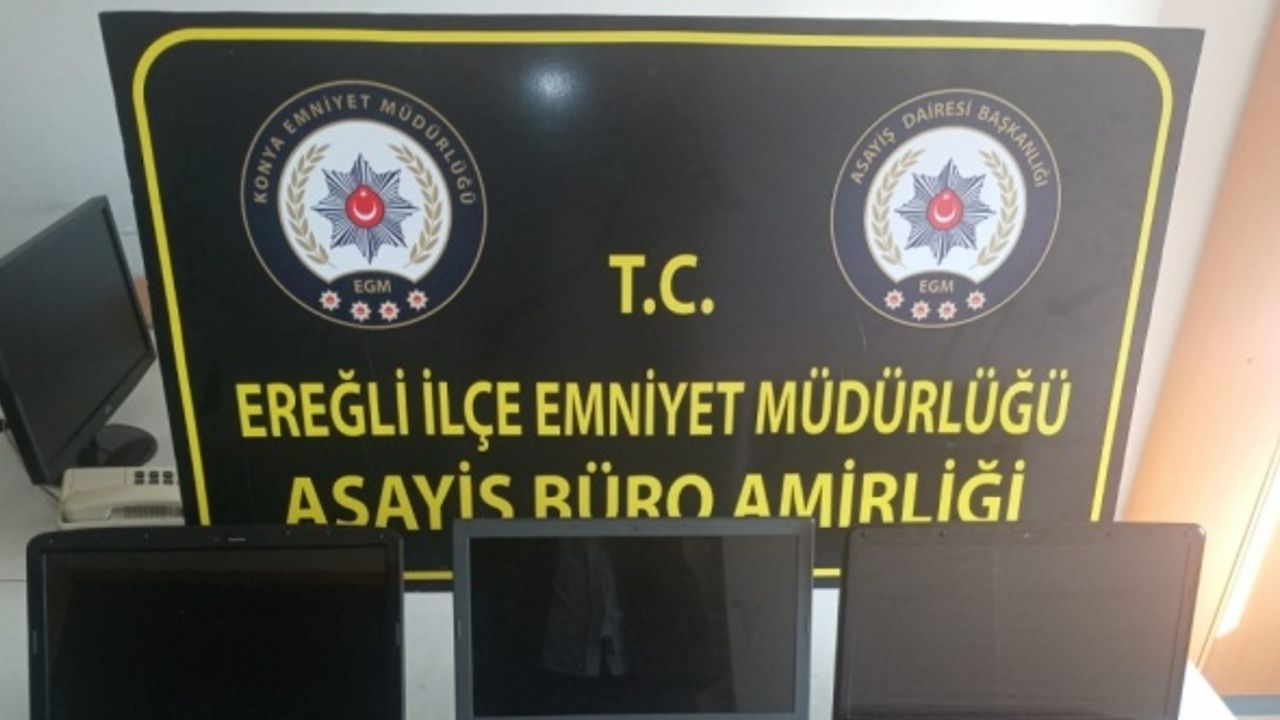 KONYA EMNİYET MÜDÜRLÜĞÜ
EGM
ASAYİŞ DAİRESİ BAŞKANLIĞI
EGM
T.C.
EREĞLİ İLÇE EMNİYET MÜDÜRLÜĞÜ
ASAYİŞ BÜRO AMİRLİĞİ